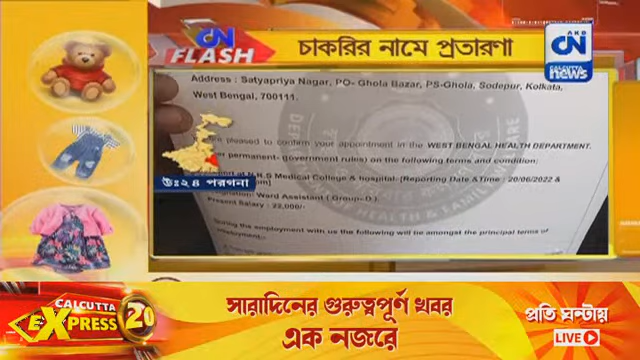 CN
FLASH
চাকরির নামে প্রতারণা
AKD
CN
CALCUTTA
news
Address : Satyapriya Nagar, PO- Ghola Bazar, PS-Ghola, Sodepur, Kolkata,
West Bengal, 700111.
pleased to confirm your appointment in the WEST BENGAL HEALTH DEPARTMENT.
permanent- government rules) on the following terms and condition:
N.R.S Medical College & hospital (Reporting Date &Time : 20/06/2022 &
Ward Assistant ( Group- D )
Present Salary : 22,000/-
During the employment with us the following will be amongst the principal terms of
উঃ২৪ পরগনা
CALCUTTA
EXPRESS 20
সারাদিনের গুরুত্বপূর্ণ খবর
এক নজরে
প্রতি ঘন্টায়
LIVE